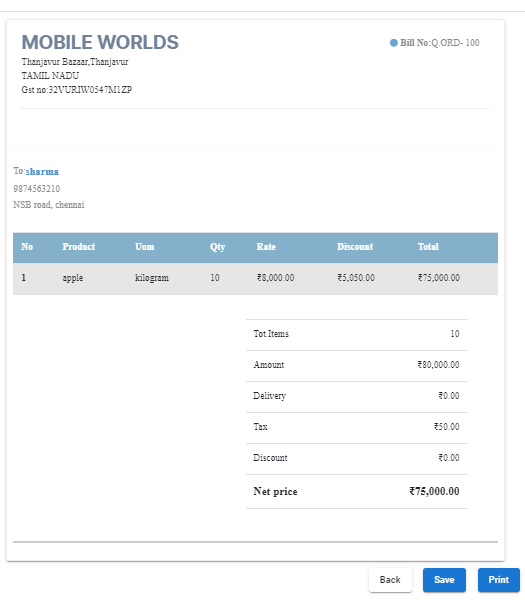 MOBILE WORLDS
Bill No:Q.ORD- 100
Thanjavur Bazaar,Thanjavur
TAMIL NADU
Gst no:32VURIW0547M1ZP
To:sharma
9874563210
NSB road, chennai
No Product Uom Qty Rate Discount Total
1 apple kilogram 10 ₹8,000.00 ₹5,050.00 ₹75,000.00
Tot.Items 10
Amount ₹80,000.00
Delivery ₹0.00
Tax ₹50.00
Discount ₹0.00
Net price ₹75,000.00
Back Save Print